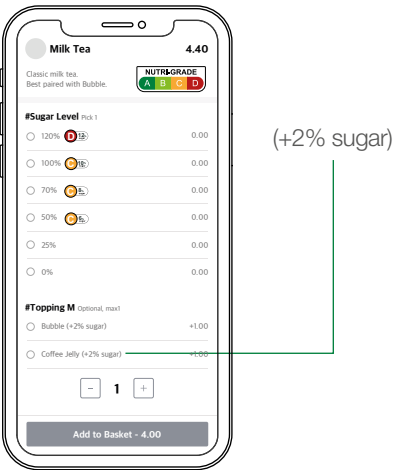 Milk Tea 4.40
Classic milk tea.
Best paired with Bubble.
NUTRI-GRADE
A B C D
#Sugar Level Pick 1
120% D 0.00
100% C 0.00
70% C 0.00
50% C 0.00
25% 0.00
0% 0.00
#Topping M Optional, max1
Bubble (+2% sugar) +1.00
Coffee Jelly (+2% sugar) +1.00
(+2% sugar)
- 1 +
Add to Basket - 4.00